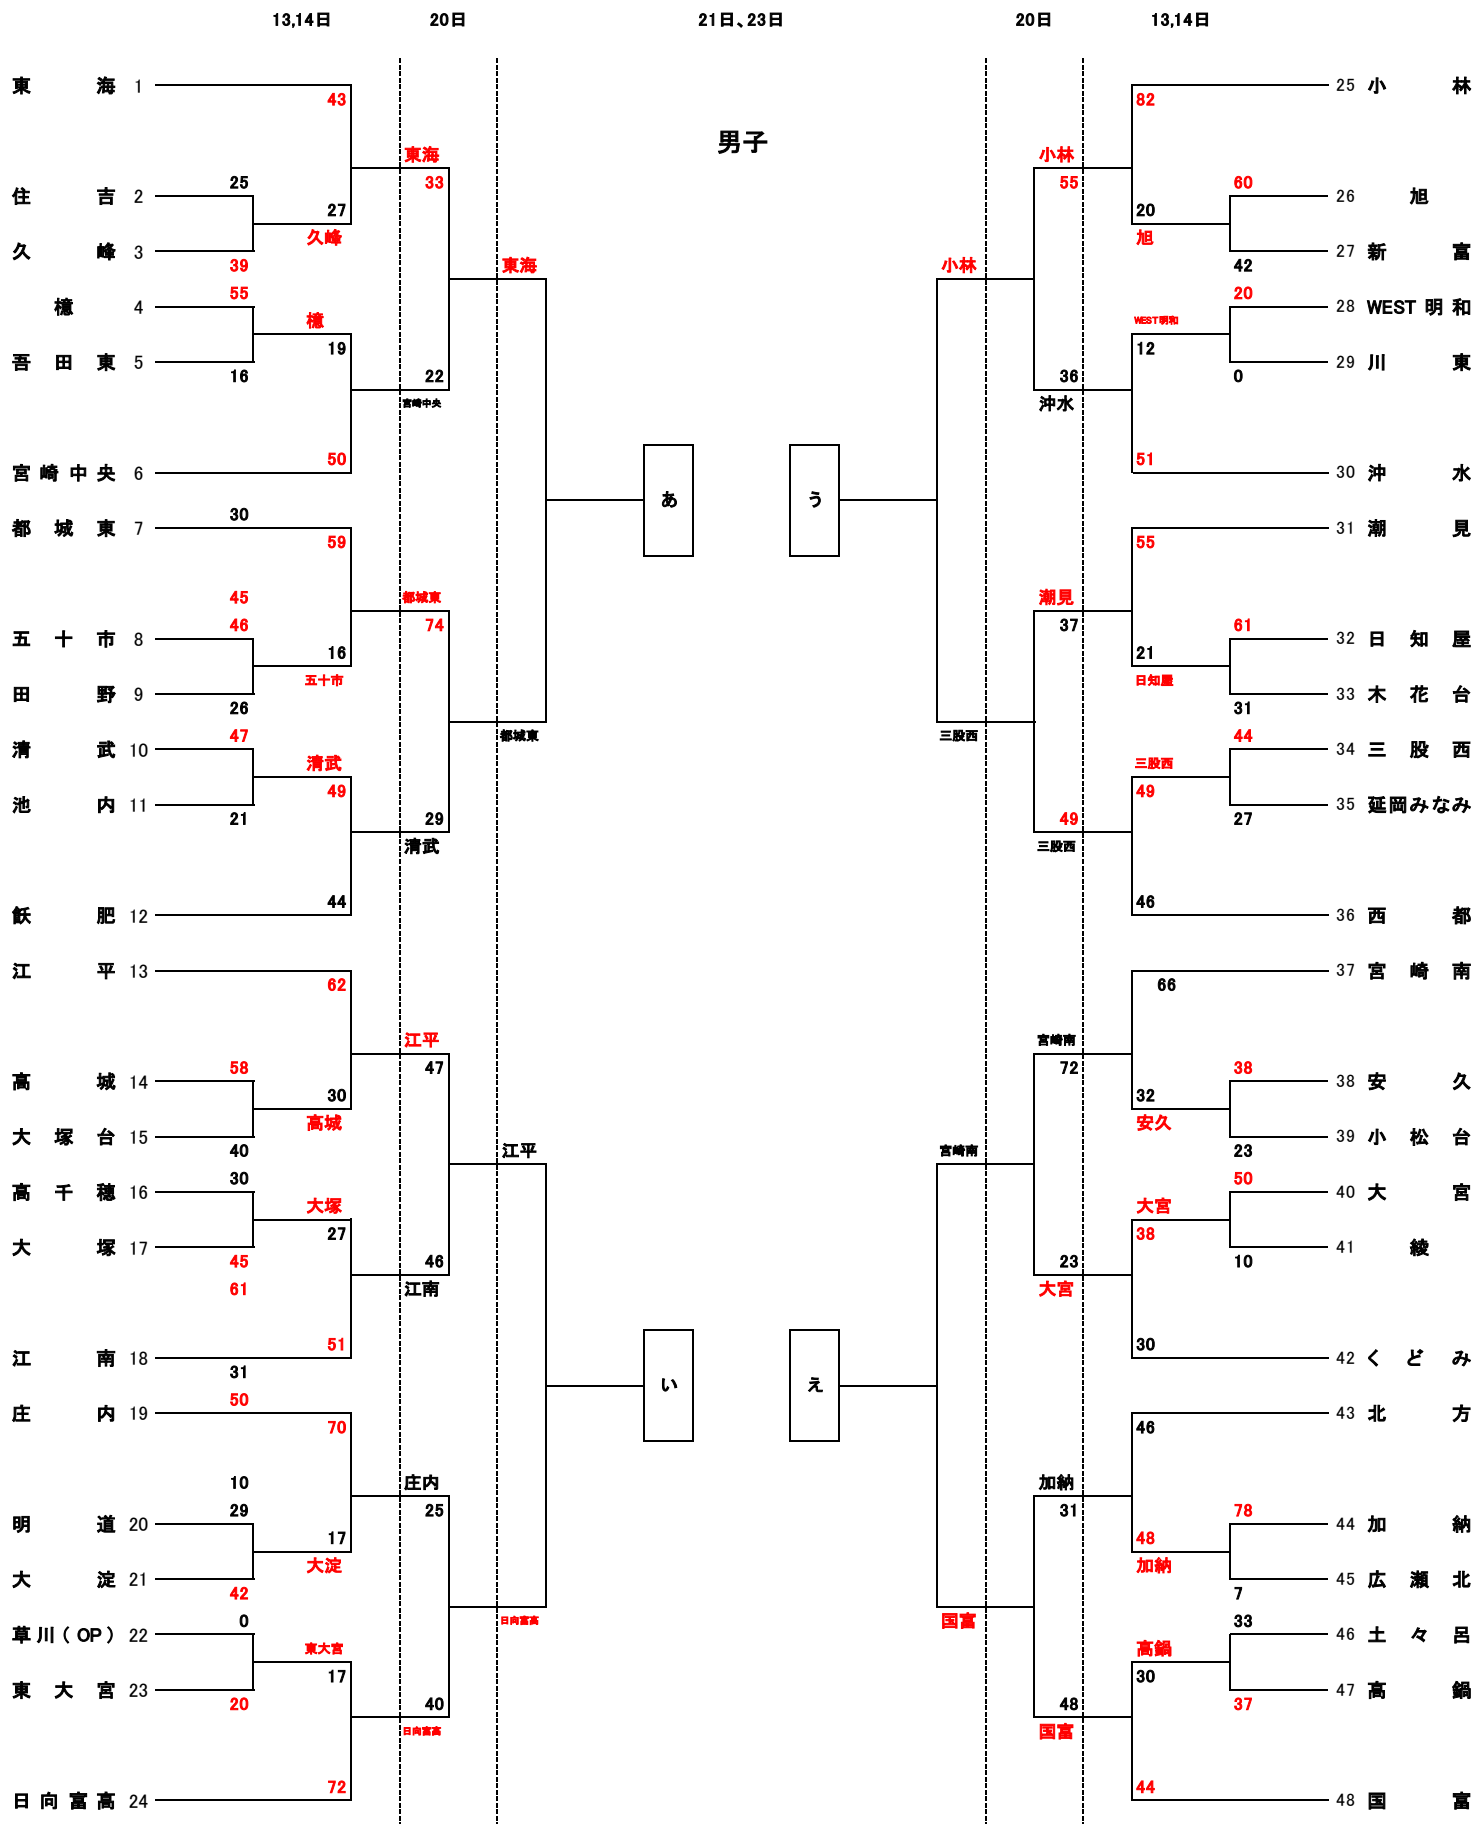 13,14日 20日 21日、23日 20日 13,14日
東海 1 43 82 25 小林
男子
東海 小林
住吉 2 25 33 55 60 26 旭
27 20
久峰 旭
久峰 3 39 東海 小林 42 27 新富
檍 4 55 20 28 WEST 明和
檍 WEST明和
19 12
吾田東 5 16 22 36 0 29 川東
宮崎中央 沖水
宮崎中央 6 50 51 30 沖水
あ う
都城東 7 30 59 55 31 潮見
45 都城東 潮見
五十市 8 46 74 37 61 32 日知屋
16 21
五十市 日知屋
田野 9 26 31 33 木花台
清武 10 47 都城東 三股西 44 34 三股西
清武 三股西
49 49
池内 11 21 29 49 27 35 延岡みなみ
清武 三股西
飫肥 12 44 46 36 西都
江平 13 62 66 37 宮崎南
江平 宮崎南
高城 14 58 47 72 38 38 安久
30 32
高城 安久
大塚台 15 40 江平 宮崎南 23 39 小松台
高千穂 16 30 50 40 大宮
大塚 大宮
27 38
大塚 17 45 46 23 10 41 綾
61 江南 大宮
江南 18 51 30 42 くどみ
31
い え
庄内 19 50 70 46 43 北方
10 庄内 加納
明道 20 29 25 31 78 44 加納
17 48
大淀 加納
大淀 21 42 7 45 広瀬北
草川(OP) 22 0 日向富高 国富 33 46 土々呂
東大宮 高鍋
17 30
東大宮 23 20 40 48 37 47 高鍋
日向富高 国富
日向富高 24 72 44 48 国富